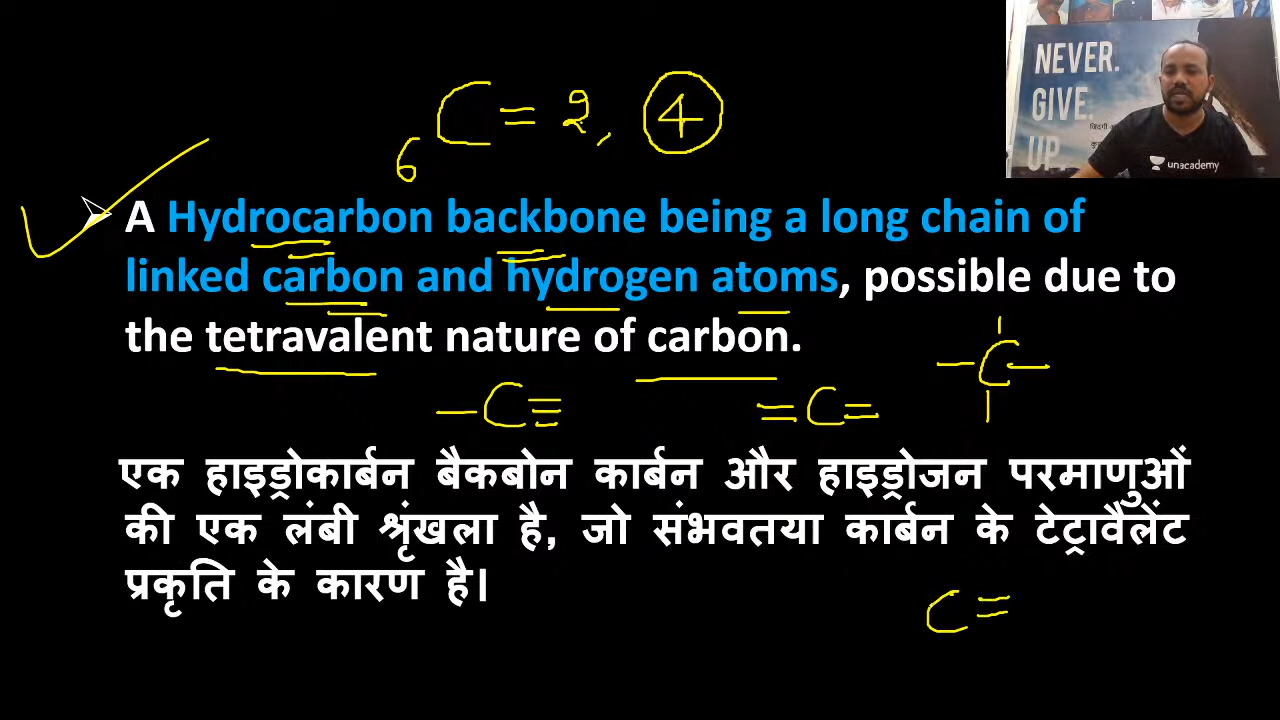 NEVER.
GIVE.
UP.
unacademy
₆C = 2, 4
A Hydrocarbon backbone being a long chain of
linked carbon and hydrogen atoms, possible due to
the tetravalent nature of carbon.
–C≡ =C= –C–
एक हाइड्रोकार्बन बैकबोन कार्बन और हाइड्रोजन परमाणुओं
की एक लंबी श्रृंखला है, जो संभवतया कार्बन के टेट्रावैलेंट
प्रकृति के कारण है।
C=